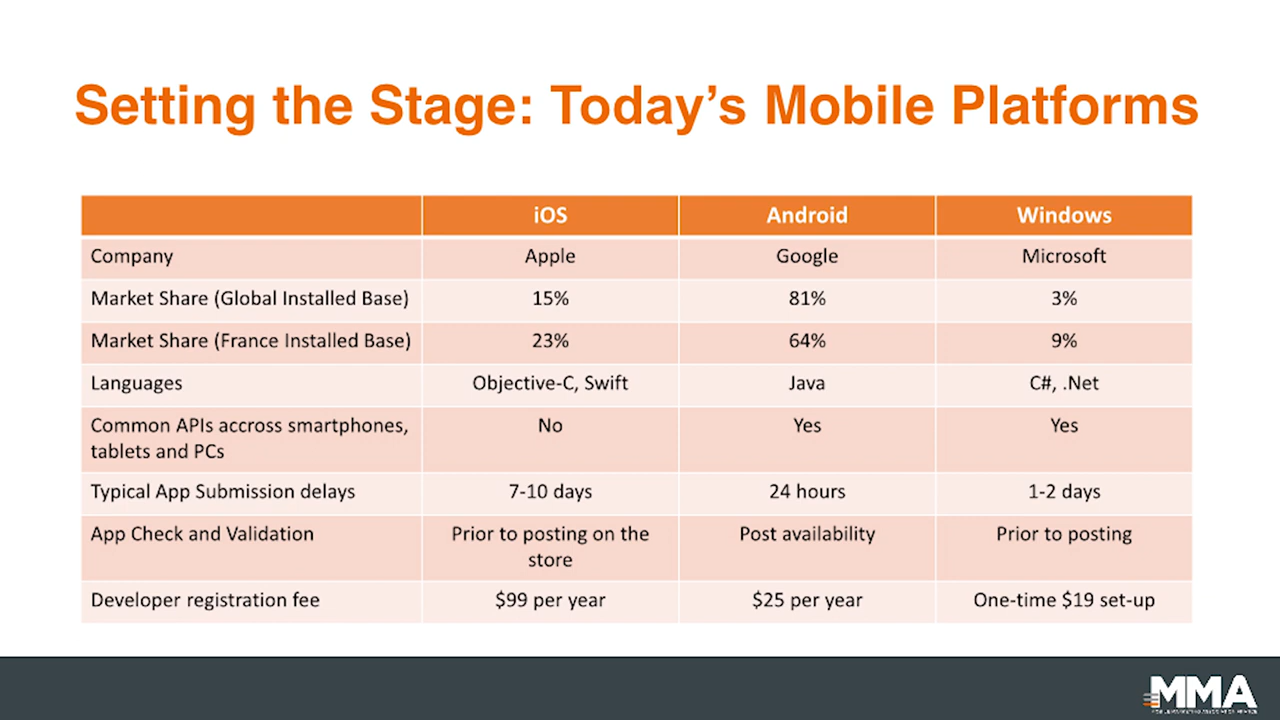 Setting the Stage: Today's Mobile Platforms
iOS Android Windows
Company Apple Google Microsoft
Market Share (Global Installed Base) 15% 81% 3%
Market Share (France Installed Base) 23% 64% 9%
Languages Objective-C, Swift Java C#, .Net
Common APIs accross smartphones, No Yes Yes
tablets and PCs
Typical App Submission delays 7-10 days 24 hours 1-2 days
App Check and Validation Prior to posting on the Post availability Prior to posting
store
Developer registration fee $99 per year $25 per year One-time $19 set-up
MMA